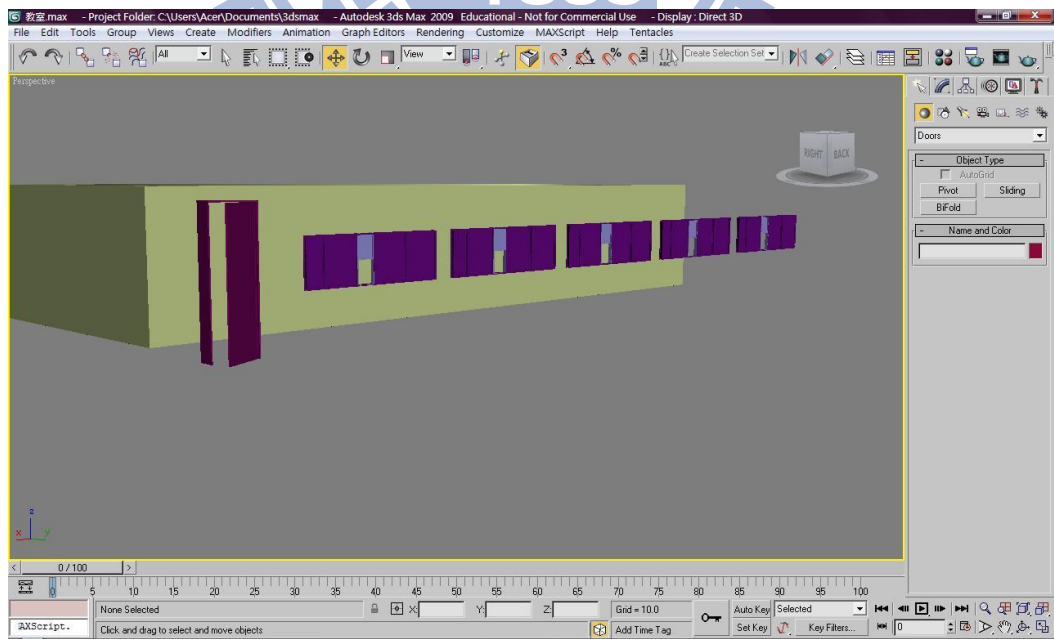 教室.max - Project Folder: C:\Users\Acer\Documents\3dsmax - Autodesk 3ds Max 2009 Educational - Not for Commercial Use - Display : Direct 3D
File Edit Tools Group Views Create Modifiers Animation Graph Editors Rendering Customize MAXScript Help Tentacles
All View 3 Create Selection Set
Perspective
RIGHT BACK
Doors
- Object Type
AutoGrid
Pivot Sliding
BiFold
- Name and Color
z
x y
< 0 / 100 >
0 5 10 15 20 25 30 35 40 45 50 55 60 65 70 75 80 85 90 95 100
None Selected X: Y: Z: Grid = 10.0 Auto Key Selected
AXScript. Click and drag to select and move objects Add Time Tag Set Key Key Filters... 0